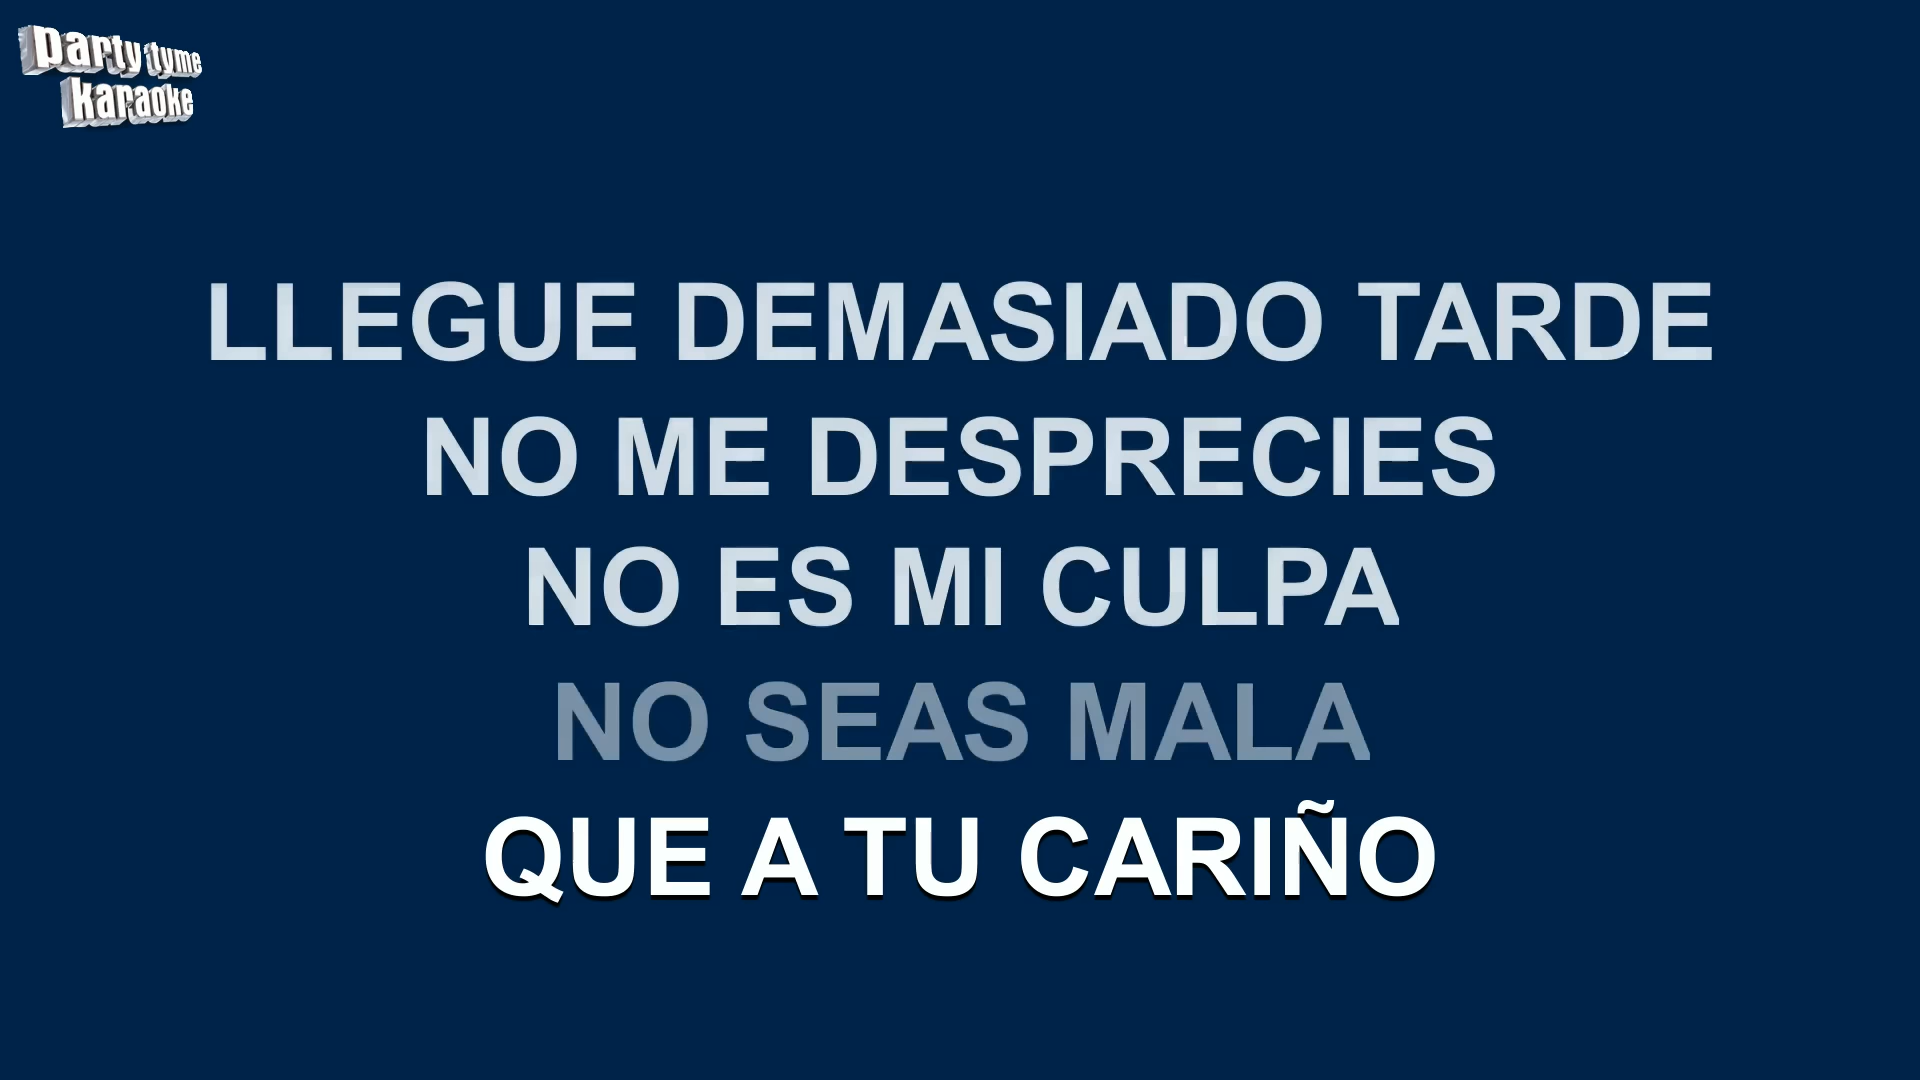 party tyme
karaoke
LLEGUE DEMASIADO TARDE
NO ME DESPRECIES
NO ES MI CULPA
NO SEAS MALA
QUE A TU CARIÑO